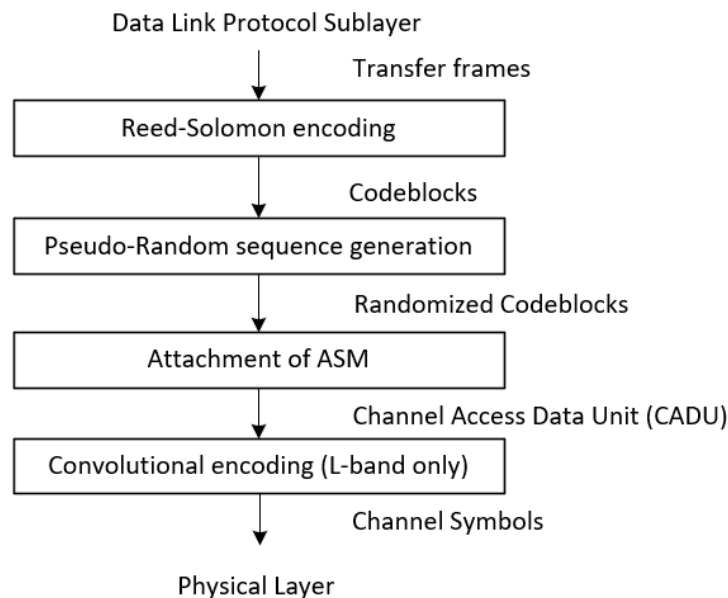 Data Link Protocol Sublayer
Transfer frames
Reed-Solomon encoding
Codeblocks
Pseudo-Random sequence generation
Randomized Codeblocks
Attachment of ASM
Channel Access Data Unit (CADU)
Convolutional encoding (L-band only)
Channel Symbols
Physical Layer